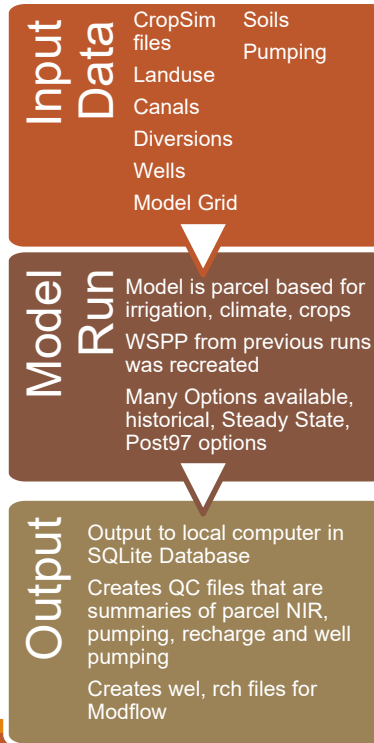 Input
Data
CropSim
files
Landuse
Canals
Diversions
Wells
Model Grid
Soils
Pumping
Model
Run
Model is parcel based for
irrigation, climate, crops
WSPP from previous runs
was recreated
Many Options available,
historical, Steady State,
Post97 options
Output
Output to local computer in
SQLite Database
Creates QC files that are
summaries of parcel NIR,
pumping, recharge and well
pumping
Creates wel, rch files for
Modflow